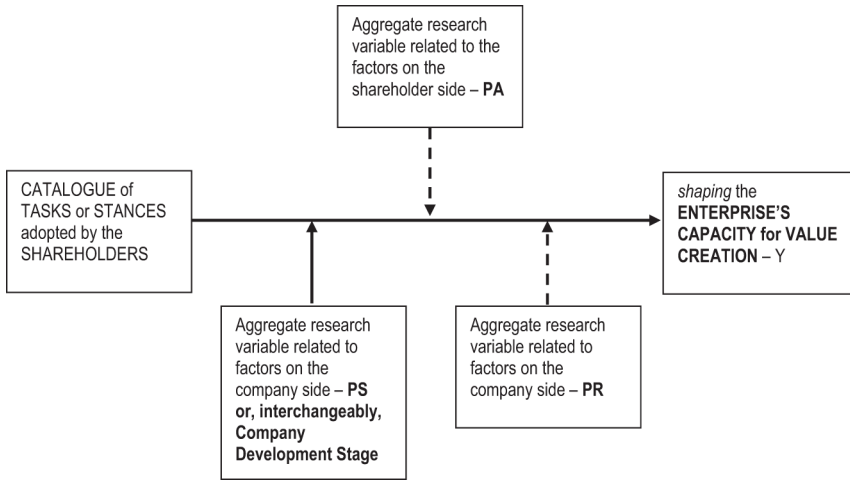 Aggregate research
variable related to the
factors on the
shareholder side – PA
CATALOGUE of
TASKS or STANCES
adopted by the
SHAREHOLDERS
shaping the
ENTERPRISE'S
CAPACITY for VALUE
CREATION – Y
Aggregate research
variable related to
factors on the
company side – PS
or, interchangeably,
Company
Development Stage
Aggregate research
variable related to
factors on the
company side – PR